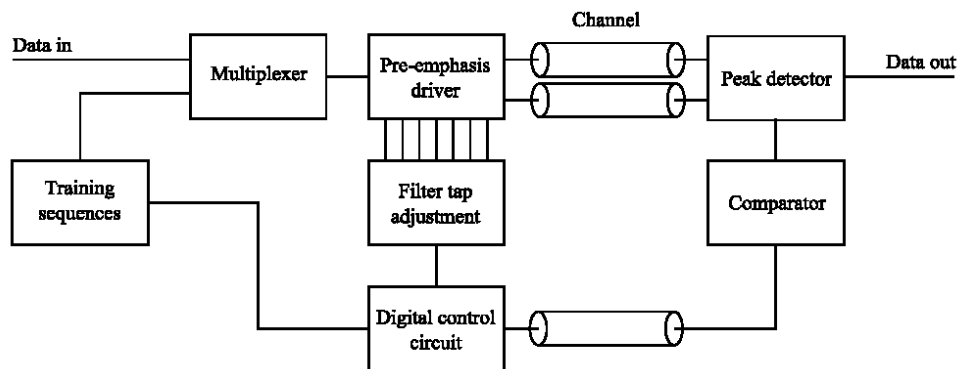 Channel
Data in
Multiplexer
Pre-emphasis
driver
Peak detector
Data out
Training
sequences
Filter tap
adjustment
Comparator
Digital control
circuit